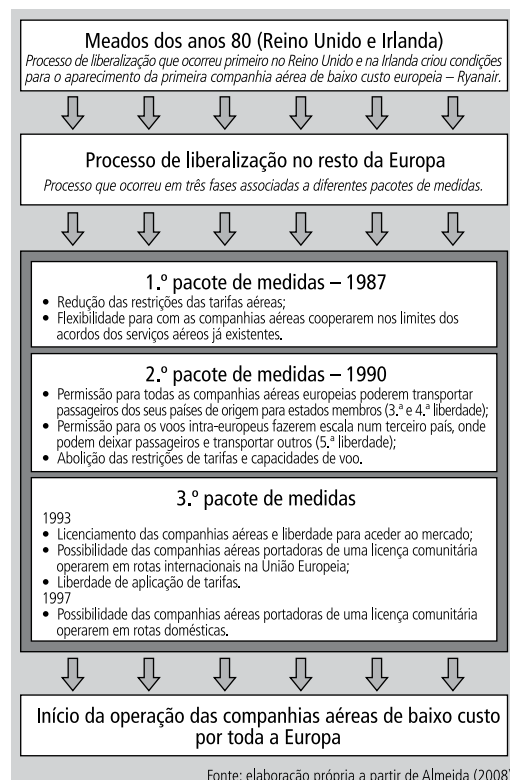 Meados dos anos 80 (Reino Unido e Irlanda)
Processo de liberalização que ocorreu primeiro no Reino Unido e na Irlanda criou condições
para o aparecimento da primeira companhia aérea de baixo custo europeia – Ryanair.
Processo de liberalização no resto da Europa
Processo que ocorreu em três fases associadas a diferentes pacotes de medidas.
1.º pacote de medidas – 1987
• Redução das restrições das tarifas aéreas;
• Flexibilidade para com as companhias aéreas cooperarem nos limites dos
acordos dos serviços aéreos já existentes.
2.º pacote de medidas – 1990
• Permissão para todas as companhias aéreas europeias poderem transportar
passageiros dos seus países de origem para estados membros (3.ª e 4.ª liberdade);
• Permissão para os voos intra-europeus fazerem escala num terceiro país, onde
podem deixar passageiros e transportar outros (5.ª liberdade);
• Abolição das restrições de tarifas e capacidades de voo.
3.º pacote de medidas
1993
• Licenciamento das companhias aéreas e liberdade para aceder ao mercado;
• Possibilidade das companhias aéreas portadoras de uma licença comunitária
operarem em rotas internacionais na União Europeia;
• Liberdade de aplicação de tarifas.
1997
• Possibilidade das companhias aéreas portadoras de uma licença comunitária
operarem em rotas domésticas.
Início da operação das companhias aéreas de baixo custo
por toda a Europa
Fonte: elaboração própria a partir de Almeida (2008)